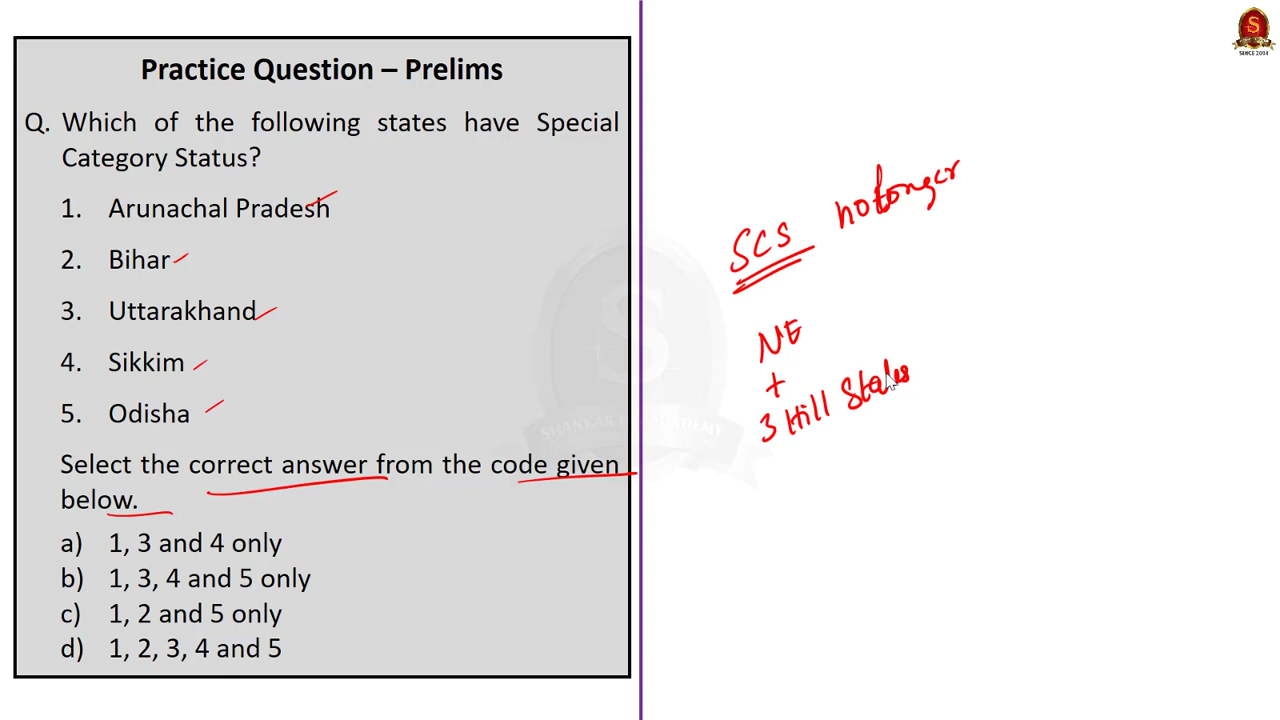 Practice Question – Prelims
Q. Which of the following states have Special
Category Status?
1. Arunachal Pradesh
2. Bihar
3. Uttarakhand
4. Sikkim
5. Odisha
Select the correct answer from the code given
below.
a) 1, 3 and 4 only
b) 1, 3, 4 and 5 only
c) 1, 2 and 5 only
d) 1, 2, 3, 4 and 5
S
SINCE 2004
SCS no longer
NE
+
3 Hill States